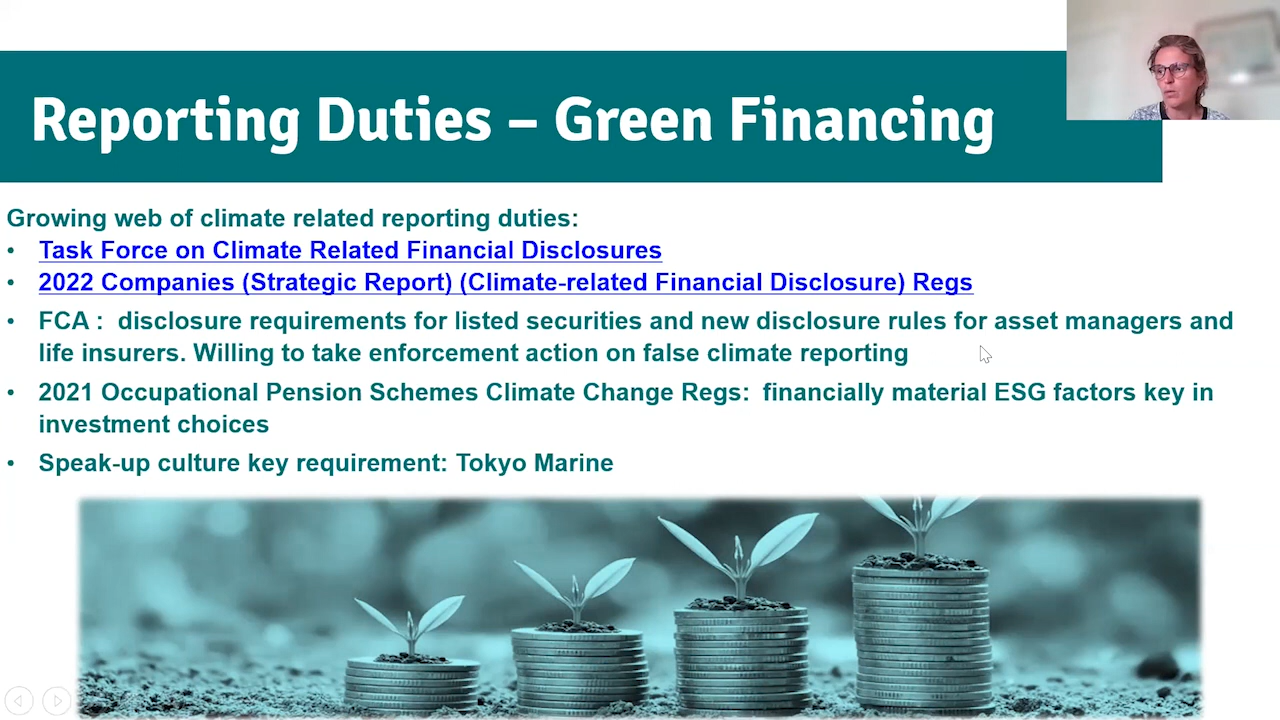 Reporting Duties – Green Financing
Growing web of climate related reporting duties:
• Task Force on Climate Related Financial Disclosures
• 2022 Companies (Strategic Report) (Climate-related Financial Disclosure) Regs
• FCA : disclosure requirements for listed securities and new disclosure rules for asset managers and
life insurers. Willing to take enforcement action on false climate reporting
• 2021 Occupational Pension Schemes Climate Change Regs: financially material ESG factors key in
investment choices
• Speak-up culture key requirement: Tokyo Marine